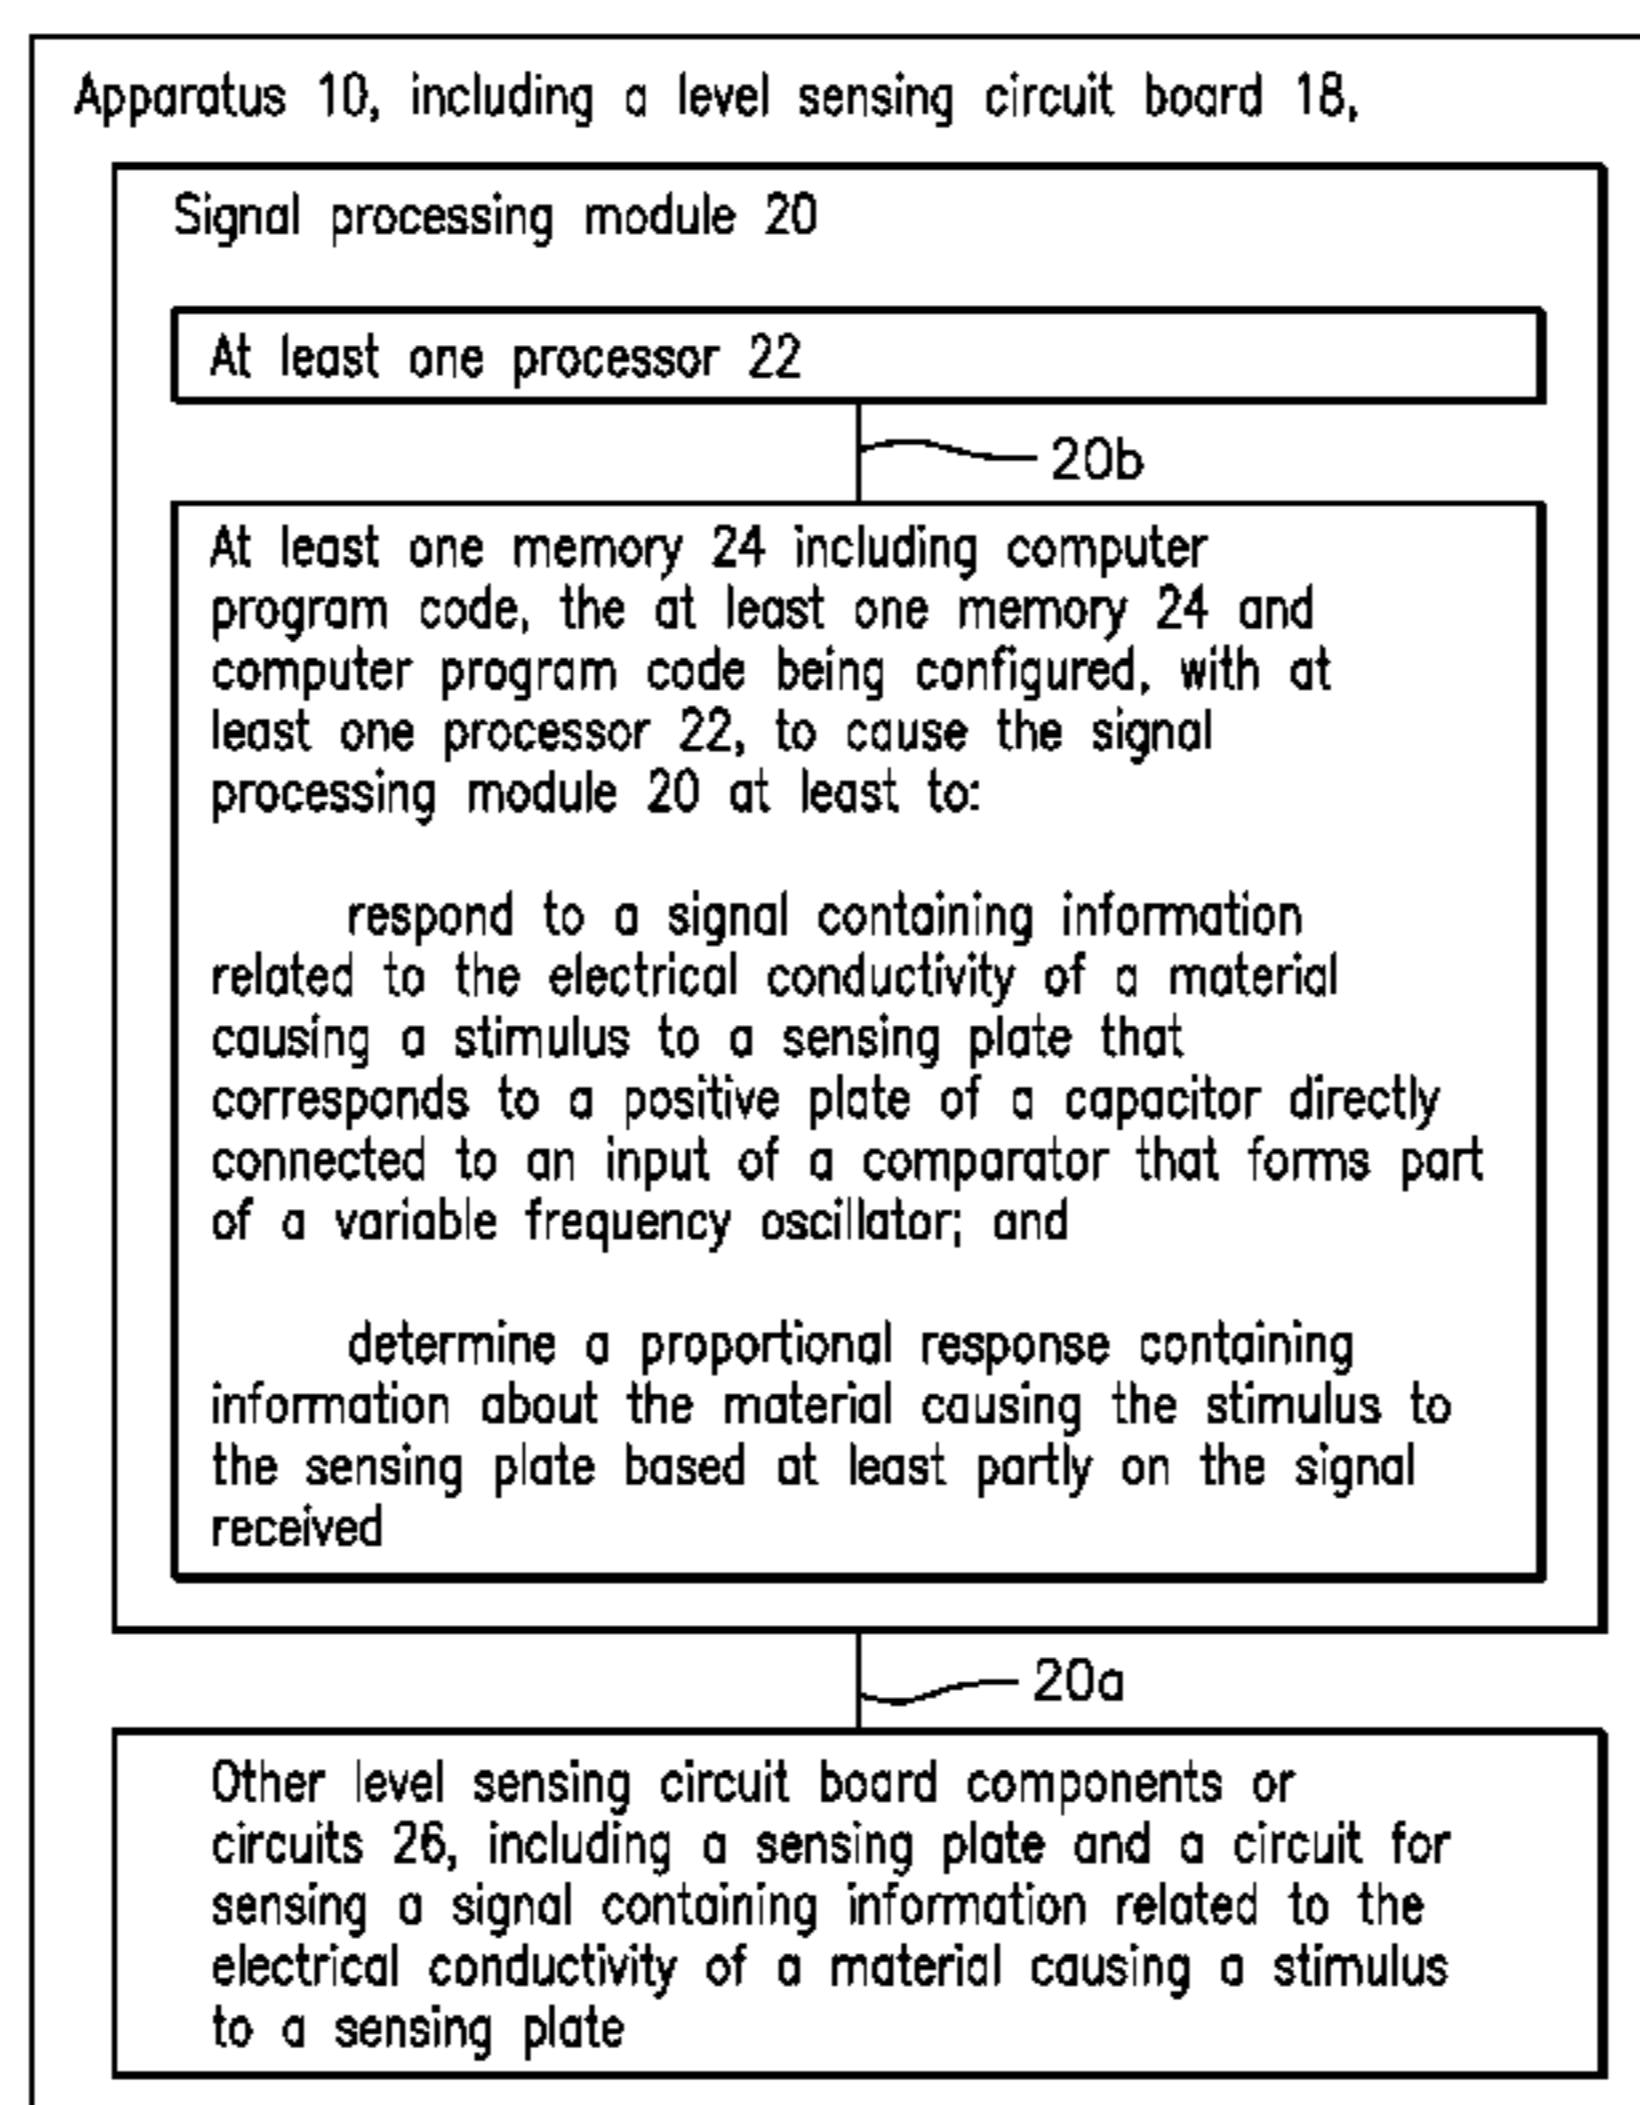 Apparatus 10, including a level sensing circuit board 18,
Signal processing module 20
At least one processor 22
20b
At least one memory 24 including computer
program code, the at least one memory 24 and
computer program code being configured, with at
least one processor 22, to cause the signal
processing module 20 at least to:
respond to a signal containing information
related to the electrical conductivity of a material
causing a stimulus to a sensing plate that
corresponds to a positive plate of a capacitor directly
connected to an input of a comparator that forms part
of a variable frequency oscillator; and
determine a proportional response containing
information about the material causing the stimulus to
the sensing plate based at least partly on the signal
received
20a
Other level sensing circuit board components or
circuits 26, including a sensing plate and a circuit for
sensing a signal containing information related to the
electrical conductivity of a material causing a stimulus
to a sensing plate